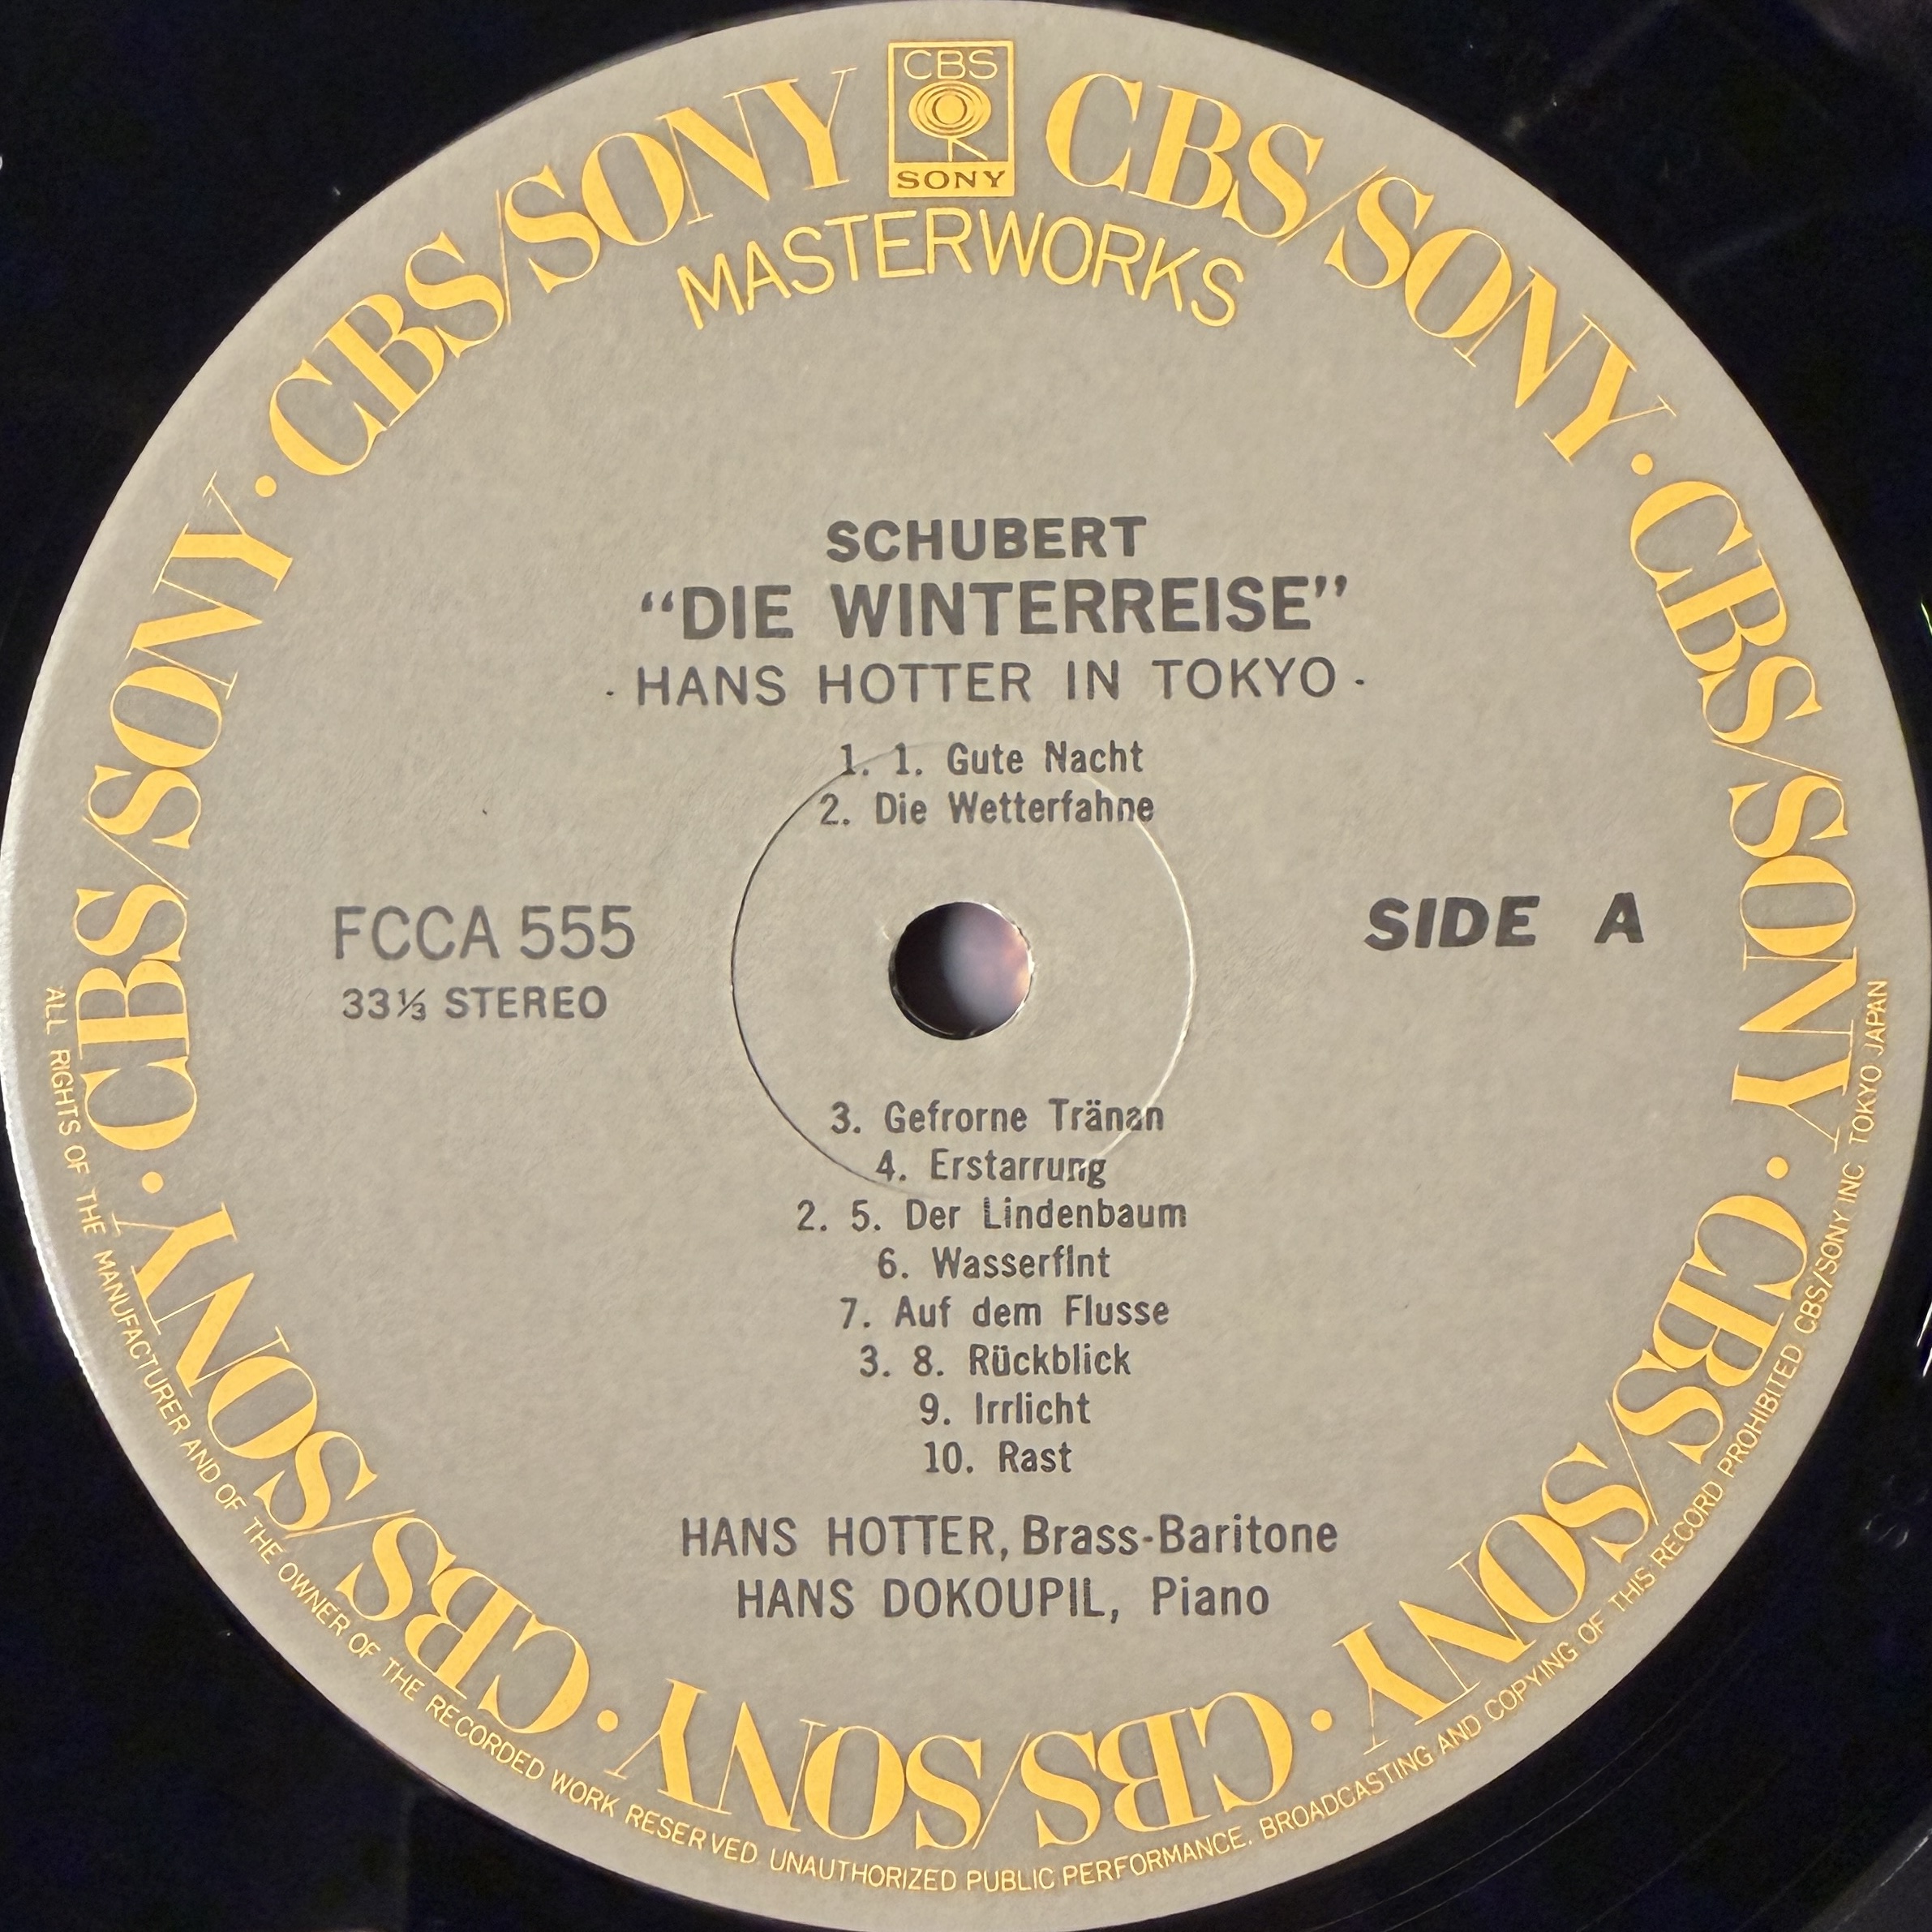 CBS
SONY
CBS/SONY · CBS/SONY · CBS/SONY · CBS/SONY · CBS/SONY · CBS/SONY · CBS/SONY · CBS/SONY
MASTERWORKS
SCHUBERT
“DIE WINTERREISE”
· HANS HOTTER IN TOKYO ·
1. 1. Gute Nacht
2. Die Wetterfahne
FCCA 555
33⅓ STEREO
SIDE A
3. Gefrorne Tränan
4. Erstarrung
2. 5. Der Lindenbaum
6. Wasserflnt
7. Auf dem Flusse
3. 8. Rückblick
9. Irrlicht
10. Rast
HANS HOTTER, Brass-Baritone
HANS DOKOUPIL, Piano
ALL RIGHTS OF THE MANUFACTURER AND OF THE OWNER OF THE RECORDED WORK RESERVED. UNAUTHORIZED PUBLIC PERFORMANCE. BROADCASTING AND COPYING OF THIS RECORD PROHIBITED. CBS/SONY INC. TOKYO JAPAN